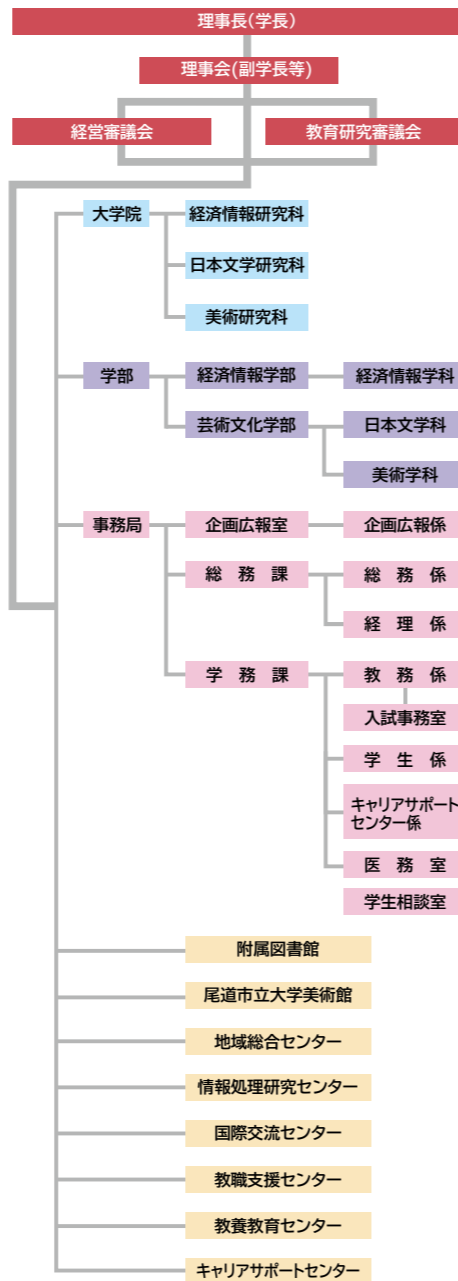 理事長(学長)
理事会(副学長等)
経営審議会
教育研究審議会
大学院
経済情報研究科
日本文学研究科
美術研究科
学部
経済情報学部
経済情報学科
芸術文化学部
日本文学科
美術学科
事務局
企画広報室
企画広報係
総務課
総務係
経理係
学務課
教務係
入試事務室
学生係
キャリアサポート
センター係
医務室
学生相談室
附属図書館
尾道市立大学美術館
地域総合センター
情報処理研究センター
国際交流センター
教職支援センター
教養教育センター
キャリアサポートセンター